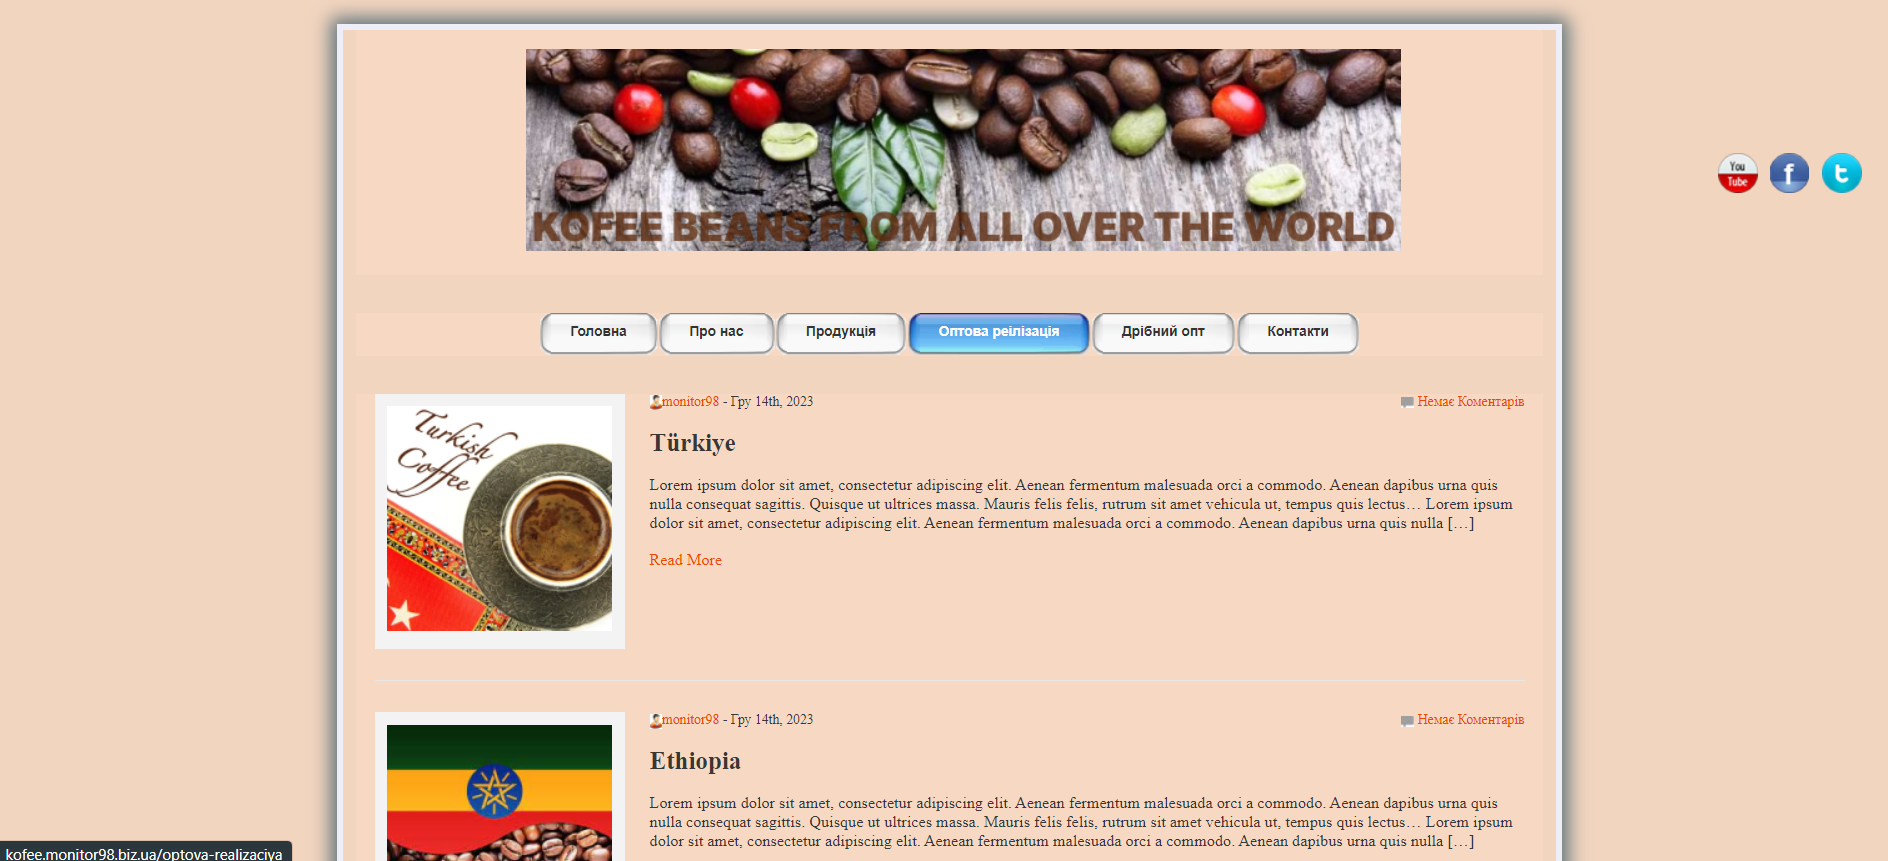 KOFEE BEANS FROM ALL OVER THE WORLD
You
Tube
f
t
Головна
Про нас
Продукція
Оптова реілізація
Дрібний опт
Контакти
monitor98 - Гру 14th, 2023
Немає Коментарів
Turkish
Coffee
Türkiye
Lorem ipsum dolor sit amet, consectetur adipiscing elit. Aenean fermentum malesuada orci a commodo. Aenean dapibus urna quis
nulla consequat sagittis. Quisque ut ultrices massa. Mauris felis felis, rutrum sit amet vehicula ut, tempus quis lectus… Lorem ipsum
dolor sit amet, consectetur adipiscing elit. Aenean fermentum malesuada orci a commodo. Aenean dapibus urna quis nulla […]
Read More
monitor98 - Гру 14th, 2023
Немає Коментарів
Ethiopia
Lorem ipsum dolor sit amet, consectetur adipiscing elit. Aenean fermentum malesuada orci a commodo. Aenean dapibus urna quis
nulla consequat sagittis. Quisque ut ultrices massa. Mauris felis felis, rutrum sit amet vehicula ut, tempus quis lectus… Lorem ipsum
dolor sit amet, consectetur adipiscing elit. Aenean fermentum malesuada orci a commodo. Aenean dapibus urna quis nulla […]
kofee.monitor98.biz.ua/optova-realizaciya